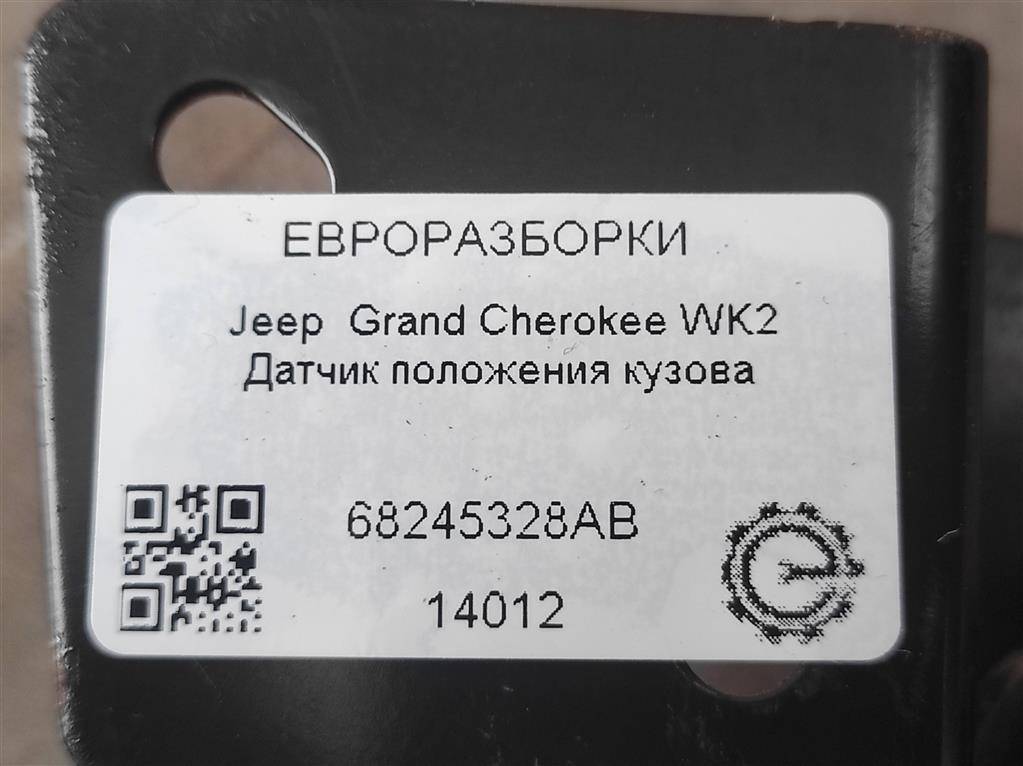 ЕВРОРАЗБОРКИ
Jeep Grand Cherokee WK2
Датчик положения кузова
68245328AB
14012